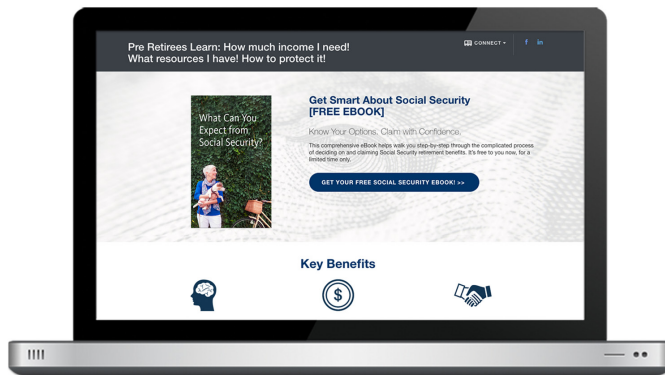 Pre Retirees Learn: How much income I need!
What resources I have! How to protect it!
CONNECT
f in
What Can You
Expect from
Social Security?
Get Smart About Social Security
[FREE EBOOK]
Know Your Options. Claim with Confidence.
This comprehensive eBook helps walk you step-by-step through the complicated process
of deciding on and claiming Social Security retirement benefits. It's free to you now, for a
limited time only.
GET YOUR FREE SOCIAL SECURITY EBOOK! >>
Key Benefits
$